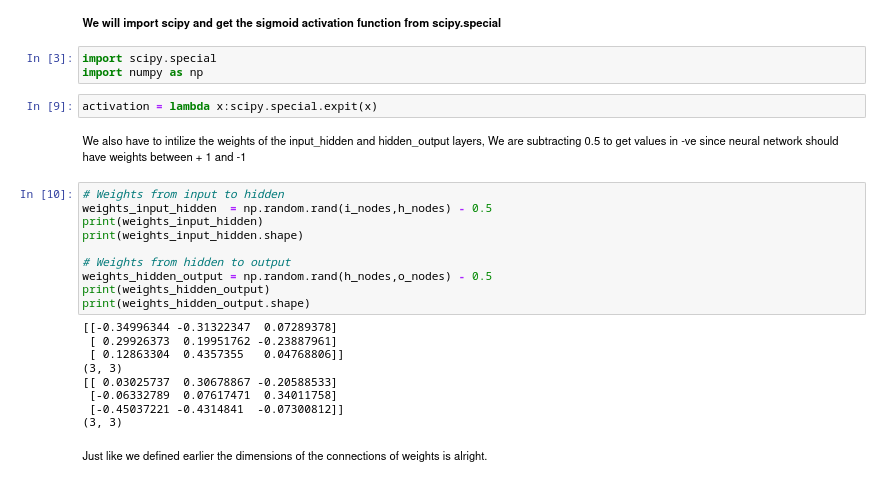 We will import scipy and get the sigmoid activation function from scipy.special
In [3]: import scipy.special
import numpy as np
In [9]: activation = lambda x:scipy.special.expit(x)
We also have to intilize the weights of the input_hidden and hidden_output layers, We are subtracting 0.5 to get values in -ve since neural network should
have weights between + 1 and -1
In [10]: # Weights from input to hidden
weights_input_hidden  = np.random.rand(i_nodes,h_nodes) - 0.5
print(weights_input_hidden)
print(weights_input_hidden.shape)
# Weights from hidden to output
weights_hidden_output = np.random.rand(h_nodes,o_nodes) - 0.5
print(weights_hidden_output)
print(weights_hidden_output.shape)
[[-0.34996344 -0.31322347  0.07289378]
[ 0.29926373  0.19951762 -0.23887961]
[ 0.12863304  0.4357355   0.04768806]]
(3, 3)
[[ 0.03025737  0.30678867 -0.20588533]
[-0.06332789  0.07617471  0.34011758]
[-0.45037221 -0.4314841  -0.07300812]]
(3, 3)
Just like we defined earlier the dimensions of the connections of weights is alright.